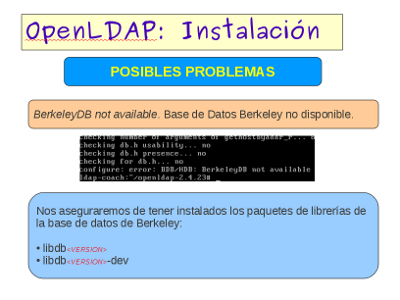 OpenLDAP: Instalación
POSIBLES PROBLEMAS
BerkeleyDB not available. Base de Datos Berkeley no disponible.
checking number of arguments of gethostbyaddr_r...
checking db.h usability... no
checking db.h presence... no
checking for db.h... no
configure: error: BDB/HDB: BerkeleyDB not available
ldap-coach:~/openldap-2.4.23#
Nos aseguraremos de tener instalados los paquetes de librerías de
la base de datos de Berkeley:
• libdb<VERSION>
• libdb<VERSION>-dev